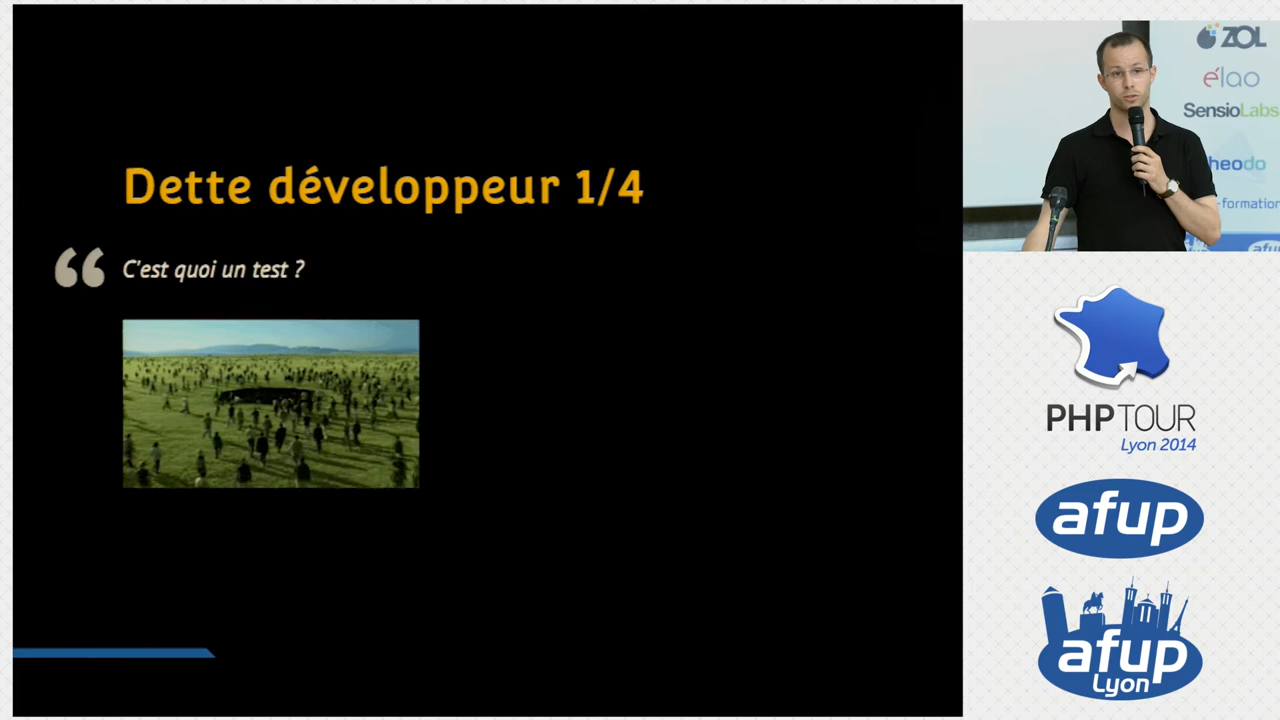 Dette développeur 1/4
“ C'est quoi un test ?
ZOL
élao
SensioLabs
heodo
-formation
af
PHPTOUR
Lyon 2014
afup
afup
Lyon